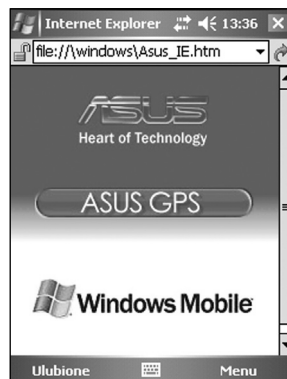 Internet Explorer 13:36
file://\windows\Asus_IE.htm
ASUS
Heart of Technology
ASUS GPS
Windows Mobile
Ulubione Menu